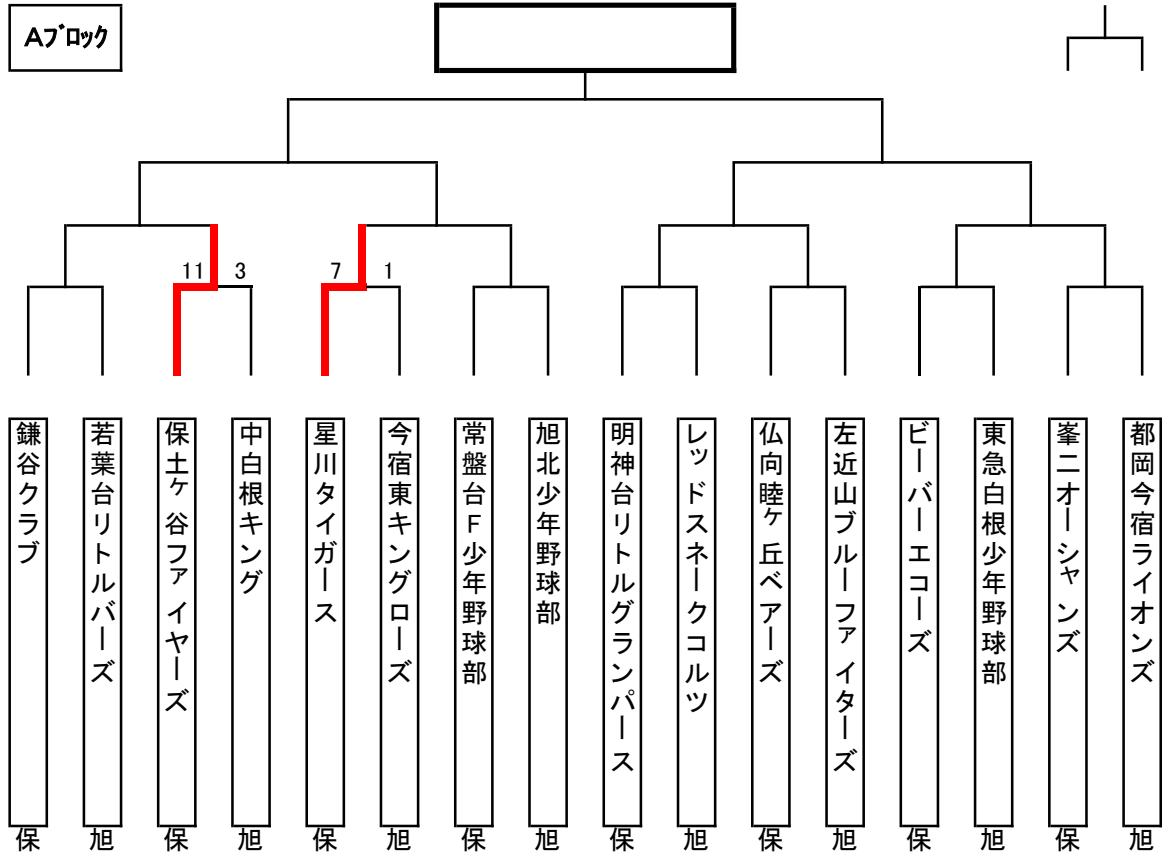 Aブロック
11 3 7 1
鎌谷クラブ
若葉台リトルバーズ
保土ヶ谷ファイヤーズ
中白根キング
星川タイガース
今宿東キングローズ
常盤台F少年野球部
旭北少年野球部
明神台リトルグランパース
レッドスネークコルツ
仏向睦ヶ丘ベアーズ
左近山ブルーファイターズ
ビーバーエコーズ
東急白根少年野球部
峯二オーシャンズ
都岡今宿ライオンズ
保 旭 保 旭 保 旭 保 旭 保 旭 保 旭 保 旭 保 旭